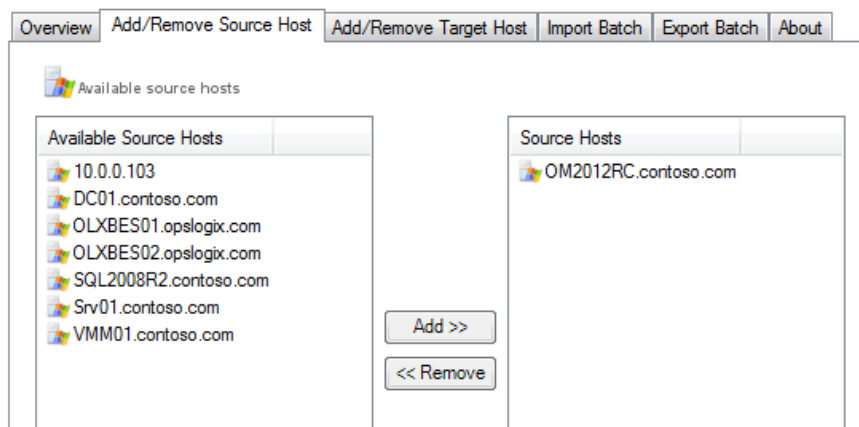 Overview Add/Remove Source Host Add/Remove Target Host Import Batch Export Batch About
Available source hosts
Available Source Hosts
10.0.0.103
DC01.contoso.com
OLXBES01.opslogix.com
OLXBES02.opslogix.com
SQL2008R2.contoso.com
Srv01.contoso.com
VMM01.contoso.com
Add >>
<< Remove
Source Hosts
OM2012RC.contoso.com